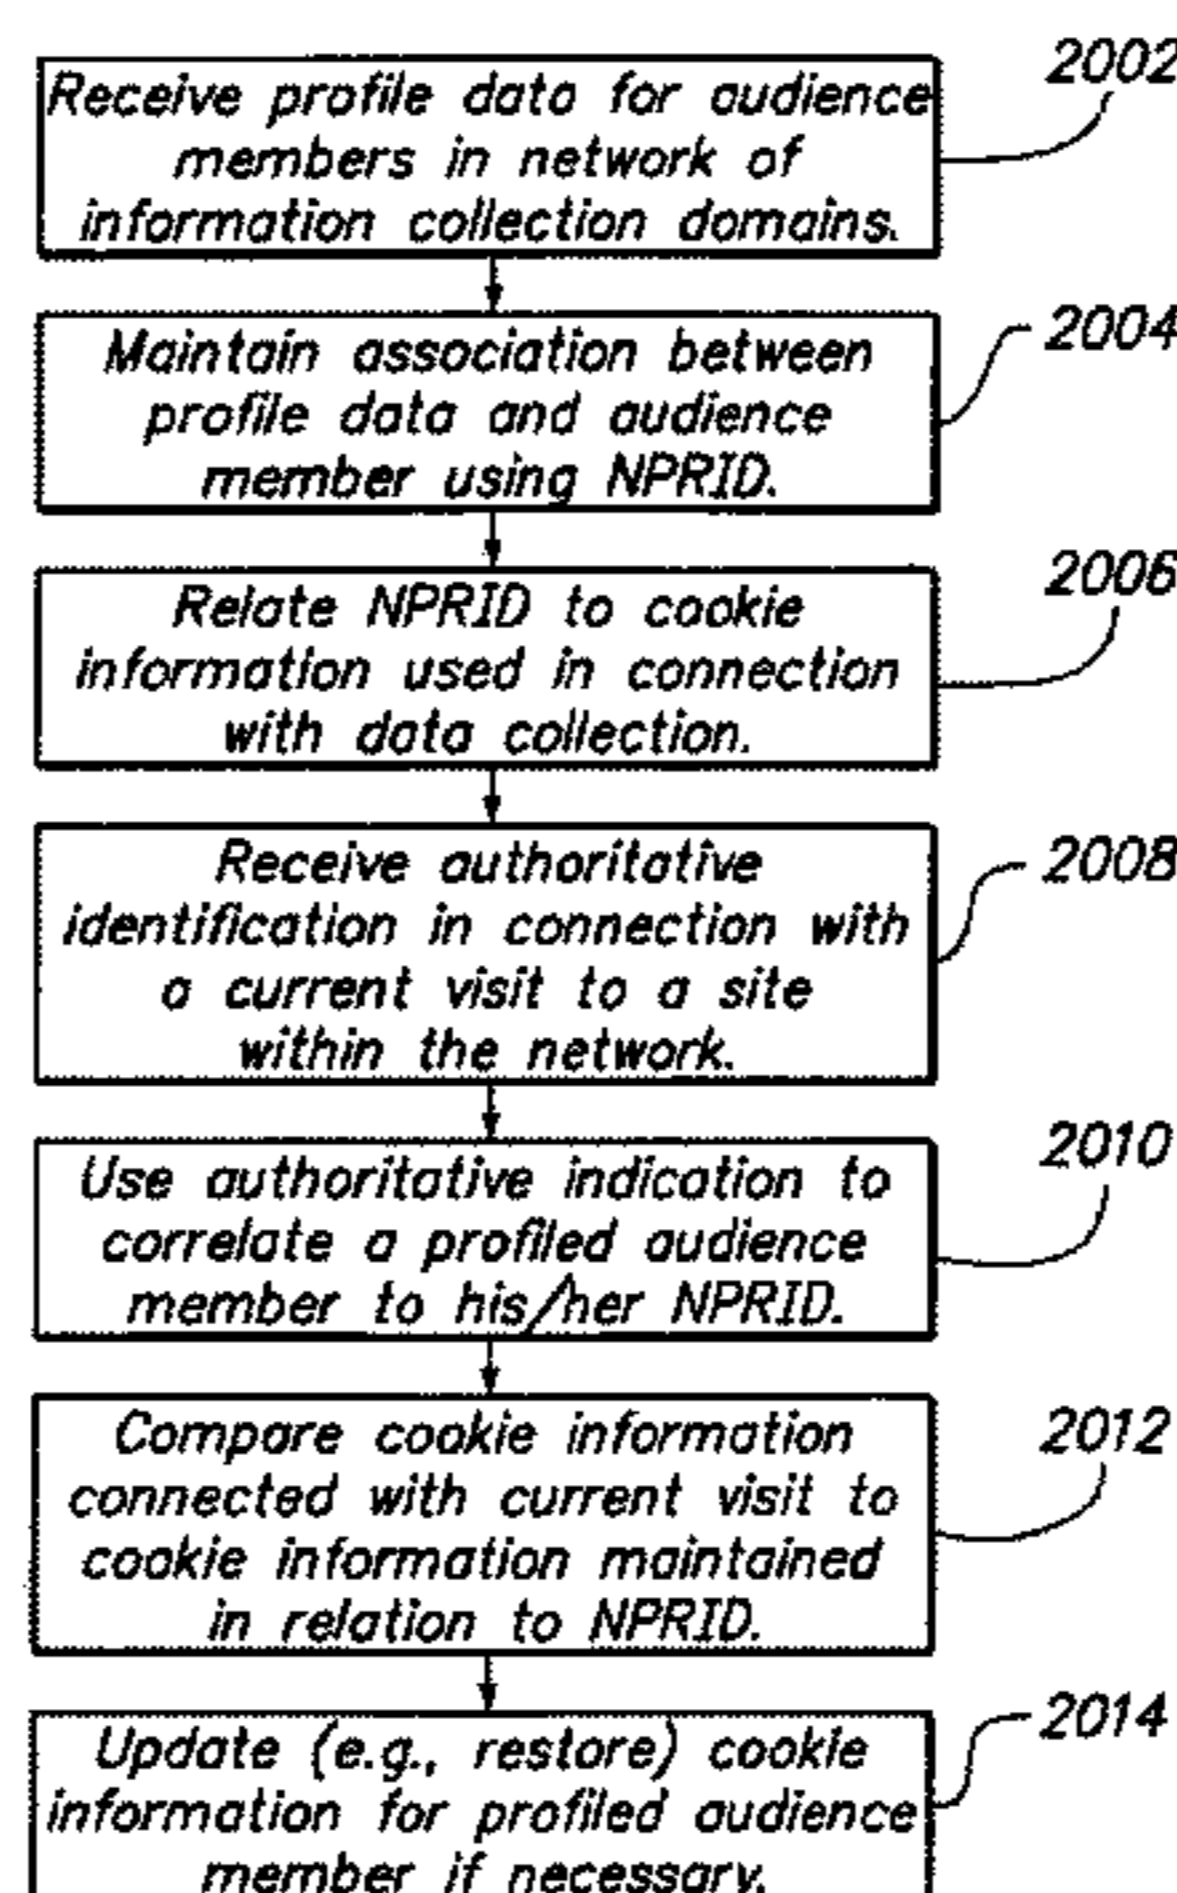 2002
Receive profile data for audience
members in network of
information collection domains.
2004
Maintain association between
profile data and audience
member using NPRID.
2006
Relate NPRID to cookie
information used in connection
with data collection.
2008
Receive authoritative
identification in connection with
a current visit to a site
within the network.
2010
Use authoritative indication to
correlate a profiled audience
member to his/her NPRID.
2012
Compare cookie information
connected with current visit to
cookie information maintained
in relation to NPRID.
2014
Update (e.g., restore) cookie
information for profiled audience
member if necessary.